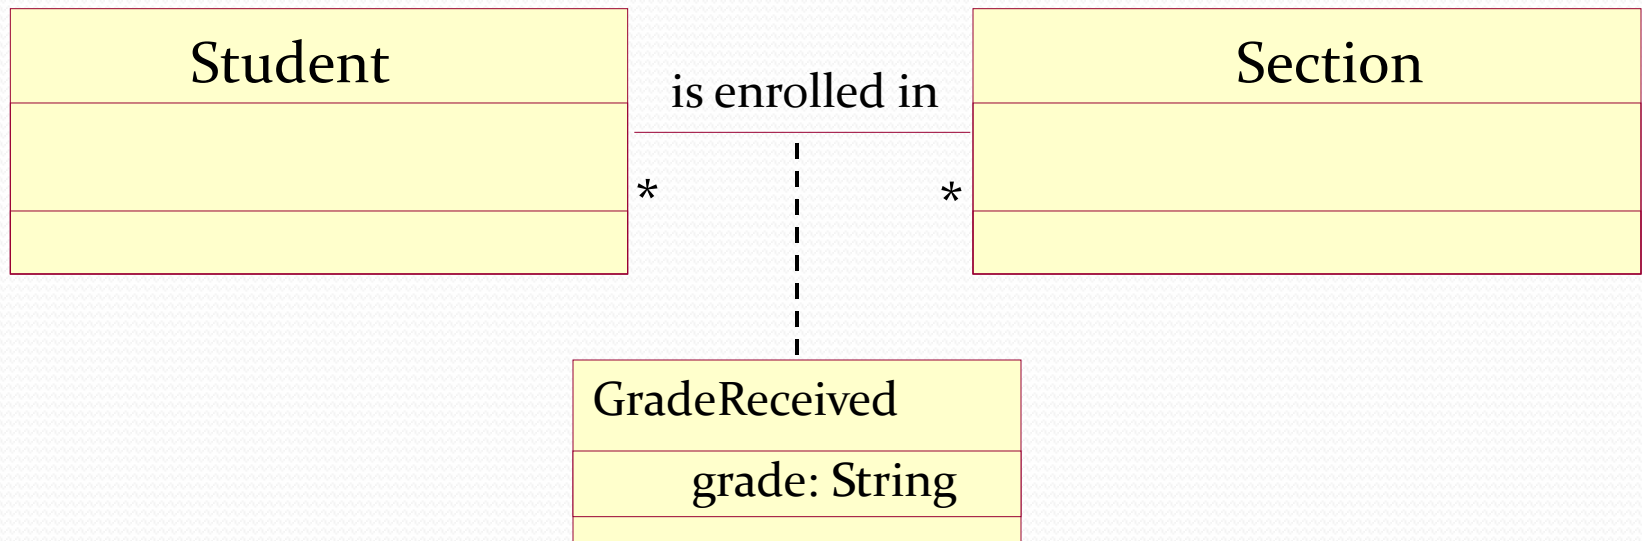 Student
Section
is enrolled in
*
*
GradeReceived
grade: String